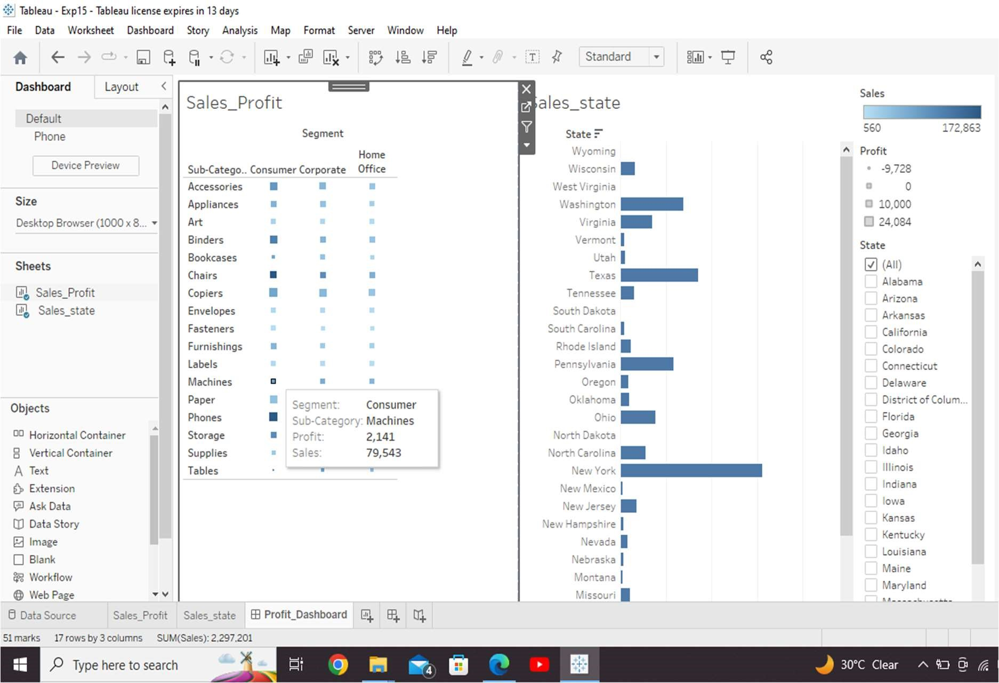 Tableau - Exp15 - Tableau license expires in 13 days
File Data Worksheet Dashboard Story Analysis Map Format Server Window Help
Standard
Dashboard Layout
Default
Phone
Device Preview
Size
Desktop Browser (1000 x 8...
Sheets
Sales_Profit
Sales_state
Objects
Horizontal Container
Vertical Container
Text
Extension
Ask Data
Data Story
Image
Blank
Workflow
Web Page
Sales_Profit
Segment
Sub-Catego.. Consumer Corporate Home Office
Accessories
Appliances
Art
Binders
Bookcases
Chairs
Copiers
Envelopes
Fasteners
Furnishings
Labels
Machines
Paper
Phones
Storage
Supplies
Tables
Segment: Consumer
Sub-Category: Machines
Profit: 2,141
Sales: 79,543
ales_state
State
Wyoming
Wisconsin
West Virginia
Washington
Virginia
Vermont
Utah
Texas
Tennessee
South Dakota
South Carolina
Rhode Island
Pennsylvania
Oregon
Oklahoma
Ohio
North Dakota
North Carolina
New York
New Mexico
New Jersey
New Hampshire
Nevada
Nebraska
Montana
Missouri
Sales
560 172,863
Profit
-9,728
0
10,000
24,084
State
(All)
Alabama
Arizona
Arkansas
California
Colorado
Connecticut
Delaware
District of Colum...
Florida
Georgia
Idaho
Illinois
Indiana
Iowa
Kansas
Kentucky
Louisiana
Maine
Maryland
Data Source Sales_Profit Sales_state Profit_Dashboard
51 marks 17 rows by 3 columns SUM(Sales): 2,297,201
Type here to search 4 30°C Clear